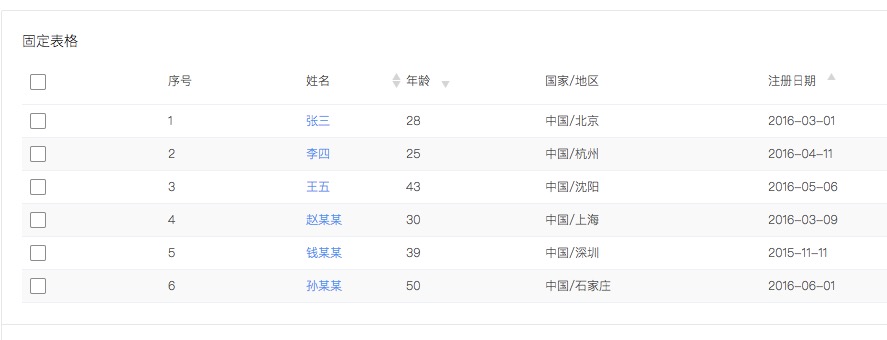 固定表格
序号 姓名 年龄 国家/地区 注册日期
1 张三 28 中国/北京 2016-03-01
2 李四 25 中国/杭州 2016-04-11
3 王五 43 中国/沈阳 2016-05-06
4 赵某某 30 中国/上海 2016-03-09
5 钱某某 39 中国/深圳 2015-11-11
6 孙某某 50 中国/石家庄 2016-06-01